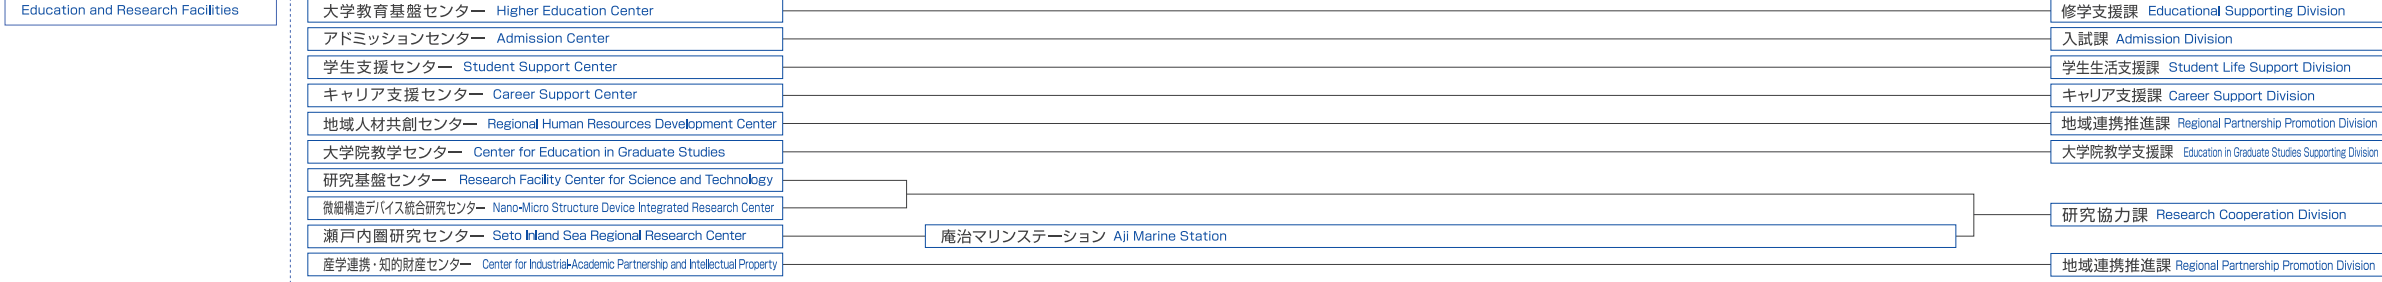 Education and Research Facilities
大学教育基盤センター Higher Education Center 修学支援課 Educational Supporting Division
アドミッションセンター Admission Center 入試課 Admission Division
学生支援センター Student Support Center 学生生活支援課 Student Life Support Division
キャリア支援センター Career Support Center キャリア支援課 Career Support Division
地域人材共創センター Regional Human Resources Development Center 地域連携推進課 Regional Partnership Promotion Division
大学院教学センター Center for Education in Graduate Studies 大学院教学支援課 Education in Graduate Studies Supporting Division
研究基盤センター Research Facility Center for Science and Technology
微細構造デバイス統合研究センター Nano-Micro Structure Device Integrated Research Center
研究協力課 Research Cooperation Division
瀬戸内圏研究センター Seto Inland Sea Regional Research Center 庵治マリンステーション Aji Marine Station
産学連携・知的財産センター Center for Industrial-Academic Partnership and Intellectual Property 地域連携推進課 Regional Partnership Promotion Division